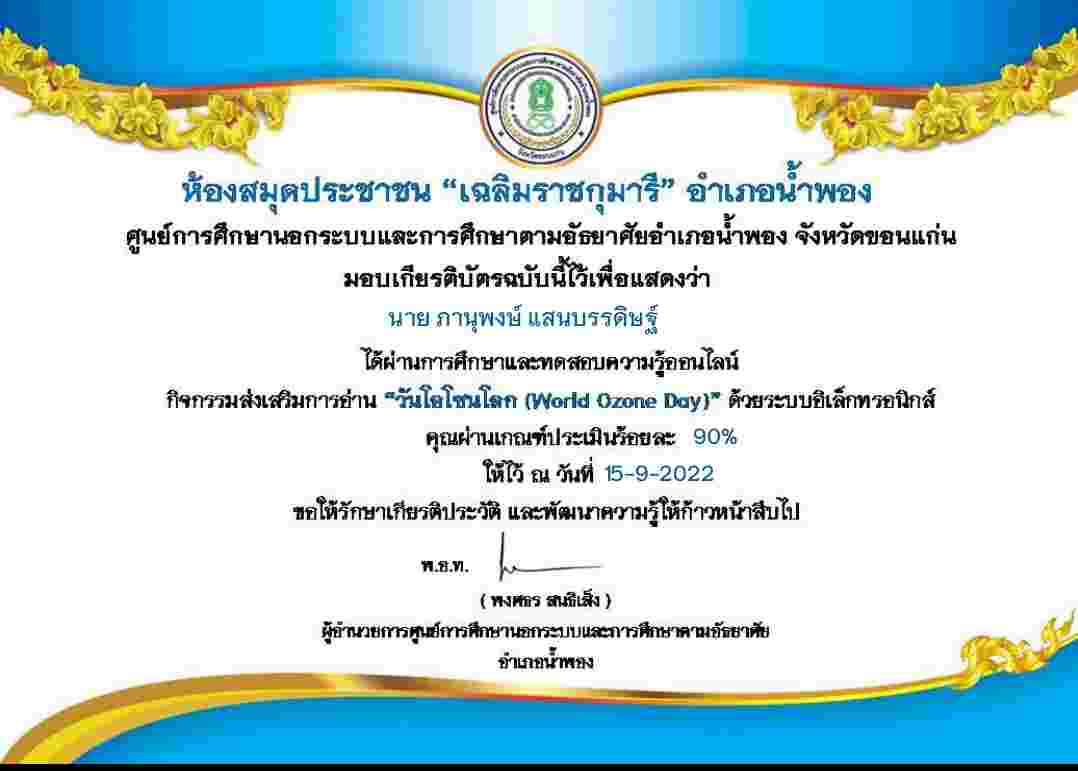 ห้องสมุดประชาชน “เฉลิมราชกุมารี” อำเภอน้ำพอง
ศูนย์การศึกษานอกระบบและการศึกษาตามอัธยาศัยอำเภอน้ำพอง จังหวัดขอนแก่น
มอบเกียรติบัตรฉบับนี้ไว้เพื่อแสดงว่า
นาย ภานุพงษ์ แสนบรรดิษฐ์
ได้ผ่านการศึกษาและทดสอบความรู้ออนไลน์
กิจกรรมส่งเสริมการอ่าน “วันโอโซนโลก (World Ozone Day)” ด้วยระบบอิเล็กทรอนิกส์
คุณผ่านเกณฑ์ประเมินร้อยละ 90%
ให้ไว้ ณ วันที่ 15-9-2022
ขอให้รักษาเกียรติประวัติ และพัฒนาความรู้ให้ก้าวหน้าสืบไป
พ.อ.ท.
( พงศธร สนธิเส็ง )
ผู้อำนวยการศูนย์การศึกษานอกระบบและการศึกษาตามอัธยาศัย
อำเภอน้ำพอง